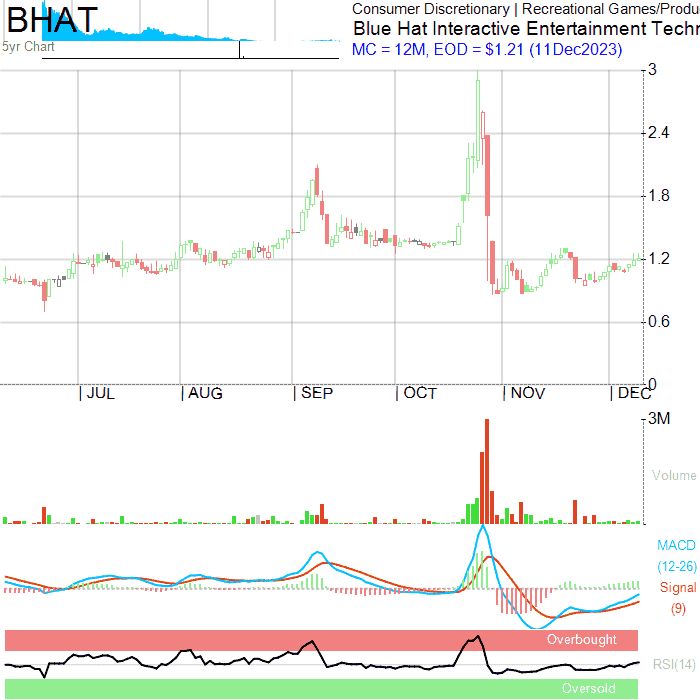 BHAT
Consumer Discretionary | Recreational Games/Produ
Blue Hat Interactive Entertainment Techn
5yr Chart
MC = 12M, EOD = $1.21 (11Dec2023)
3
2.4
1.8
1.2
0.6
0
| JUL | AUG | SEP | OCT | NOV | DEC
3M
Volume
MACD
(12-26)
Signal
(9)
Overbought
RSI(14)
Oversold